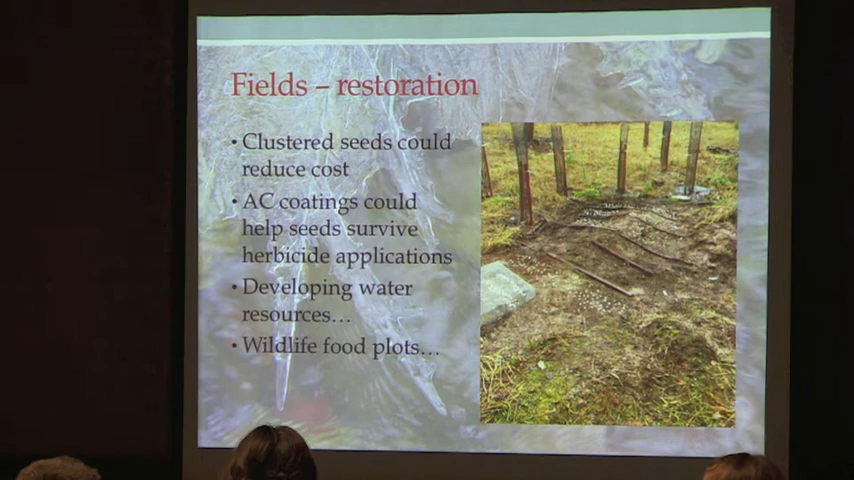 Fields – restoration
• Clustered seeds could
reduce cost
• AC coatings could
help seeds survive
herbicide applications
• Developing water
resources…
• Wildlife food plots…